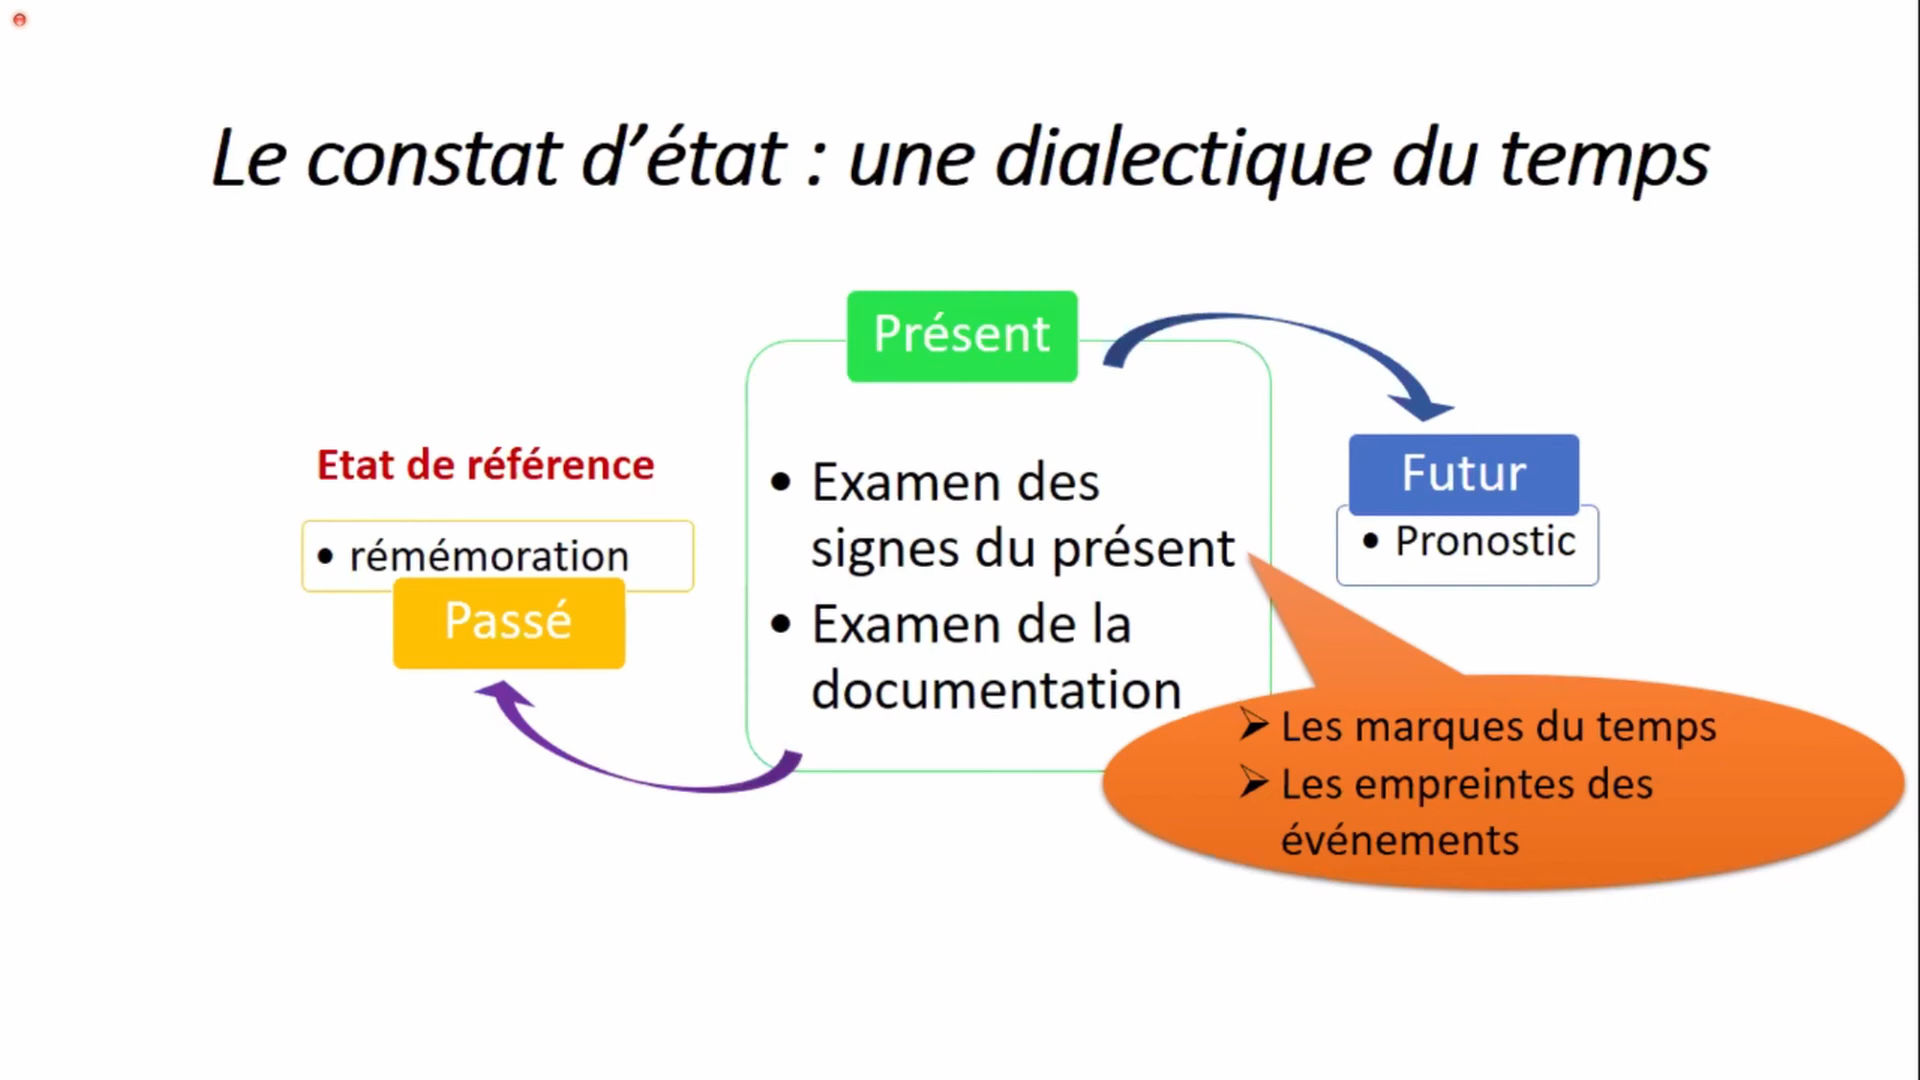 Le constat d’état : une dialectique du temps
Présent
Etat de référence
• rémémoration
Passé
• Examen des
signes du présent
• Examen de la
documentation
Futur
• Pronostic
➢ Les marques du temps
➢ Les empreintes des
événements